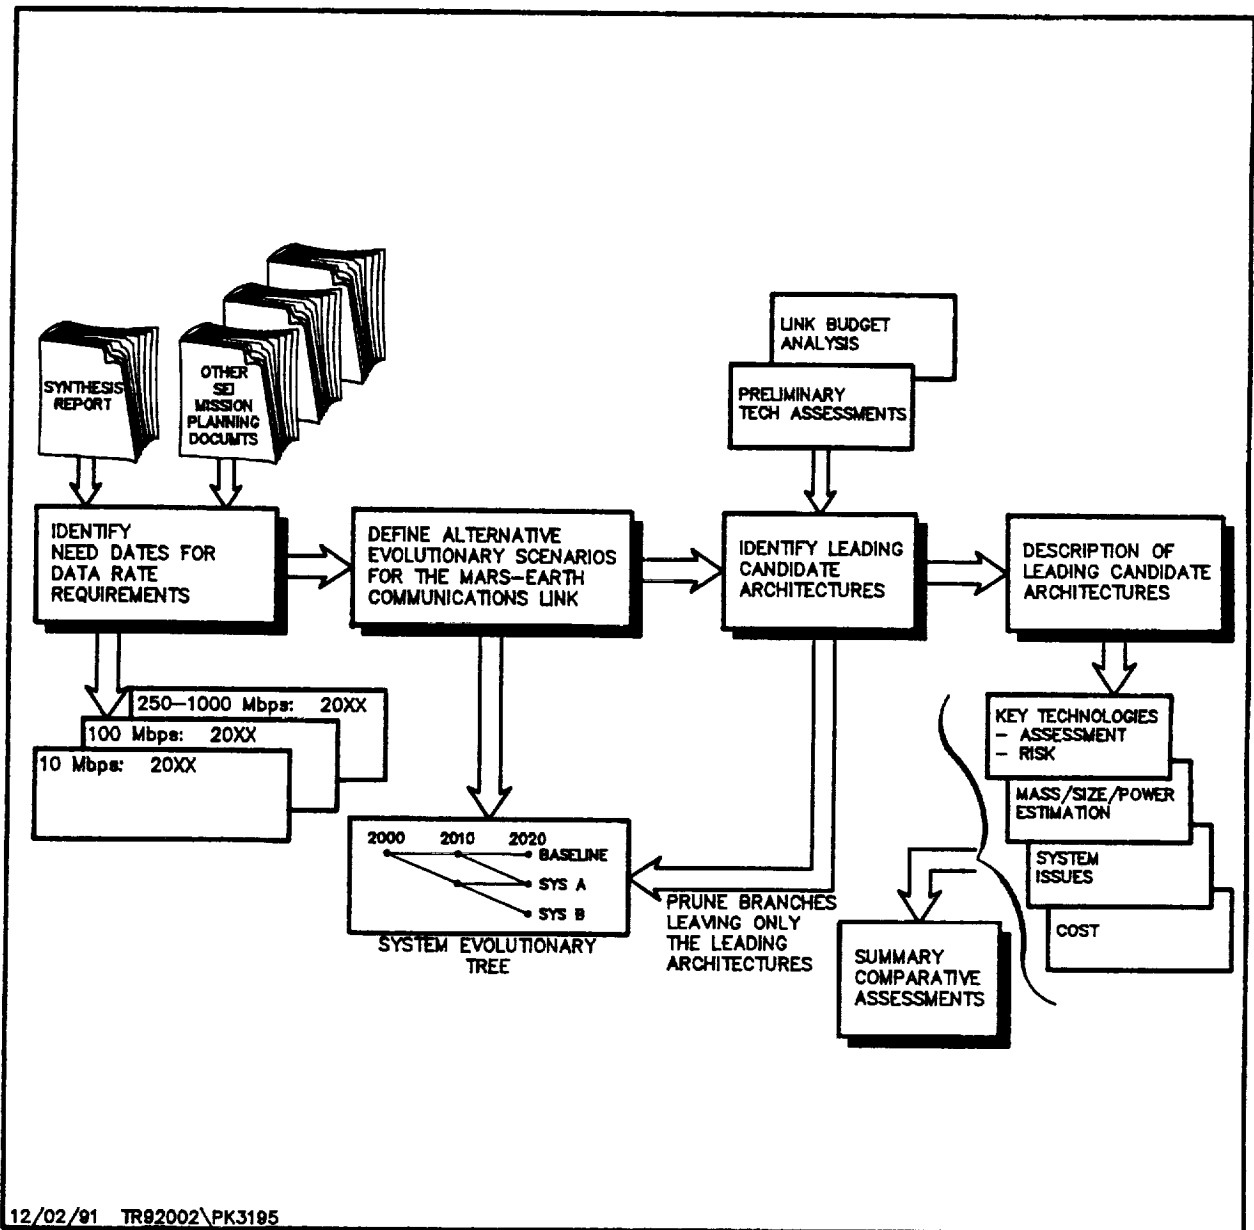 SYNTHESIS
REPORT
OTHER
SEI
MISSION
PLANNING
DOCUMTS
LINK BUDGET
ANALYSIS
PRELIMINARY
TECH ASSESSMENTS
IDENTIFY
NEED DATES FOR
DATA RATE
REQUIREMENTS
DEFINE ALTERNATIVE
EVOLUTIONARY SCENARIOS
FOR THE MARS-EARTH
COMMUNICATIONS LINK
IDENTIFY LEADING
CANDIDATE
ARCHITECTURES
DESCRIPTION OF
LEADING CANDIDATE
ARCHITECTURES
250-1000 Mbps: 20XX
100 Mbps: 20XX
10 Mbps: 20XX
2000 2010 2020
BASELINE
SYS A
SYS B
SYSTEM EVOLUTIONARY
TREE
PRUNE BRANCHES
LEAVING ONLY
THE LEADING
ARCHITECTURES
KEY TECHNOLOGIES
- ASSESSMENT
- RISK
MASS/SIZE/POWER
ESTIMATION
SYSTEM
ISSUES
COST
SUMMARY
COMPARATIVE
ASSESSMENTS
12/02/91 TR92002\PK3195